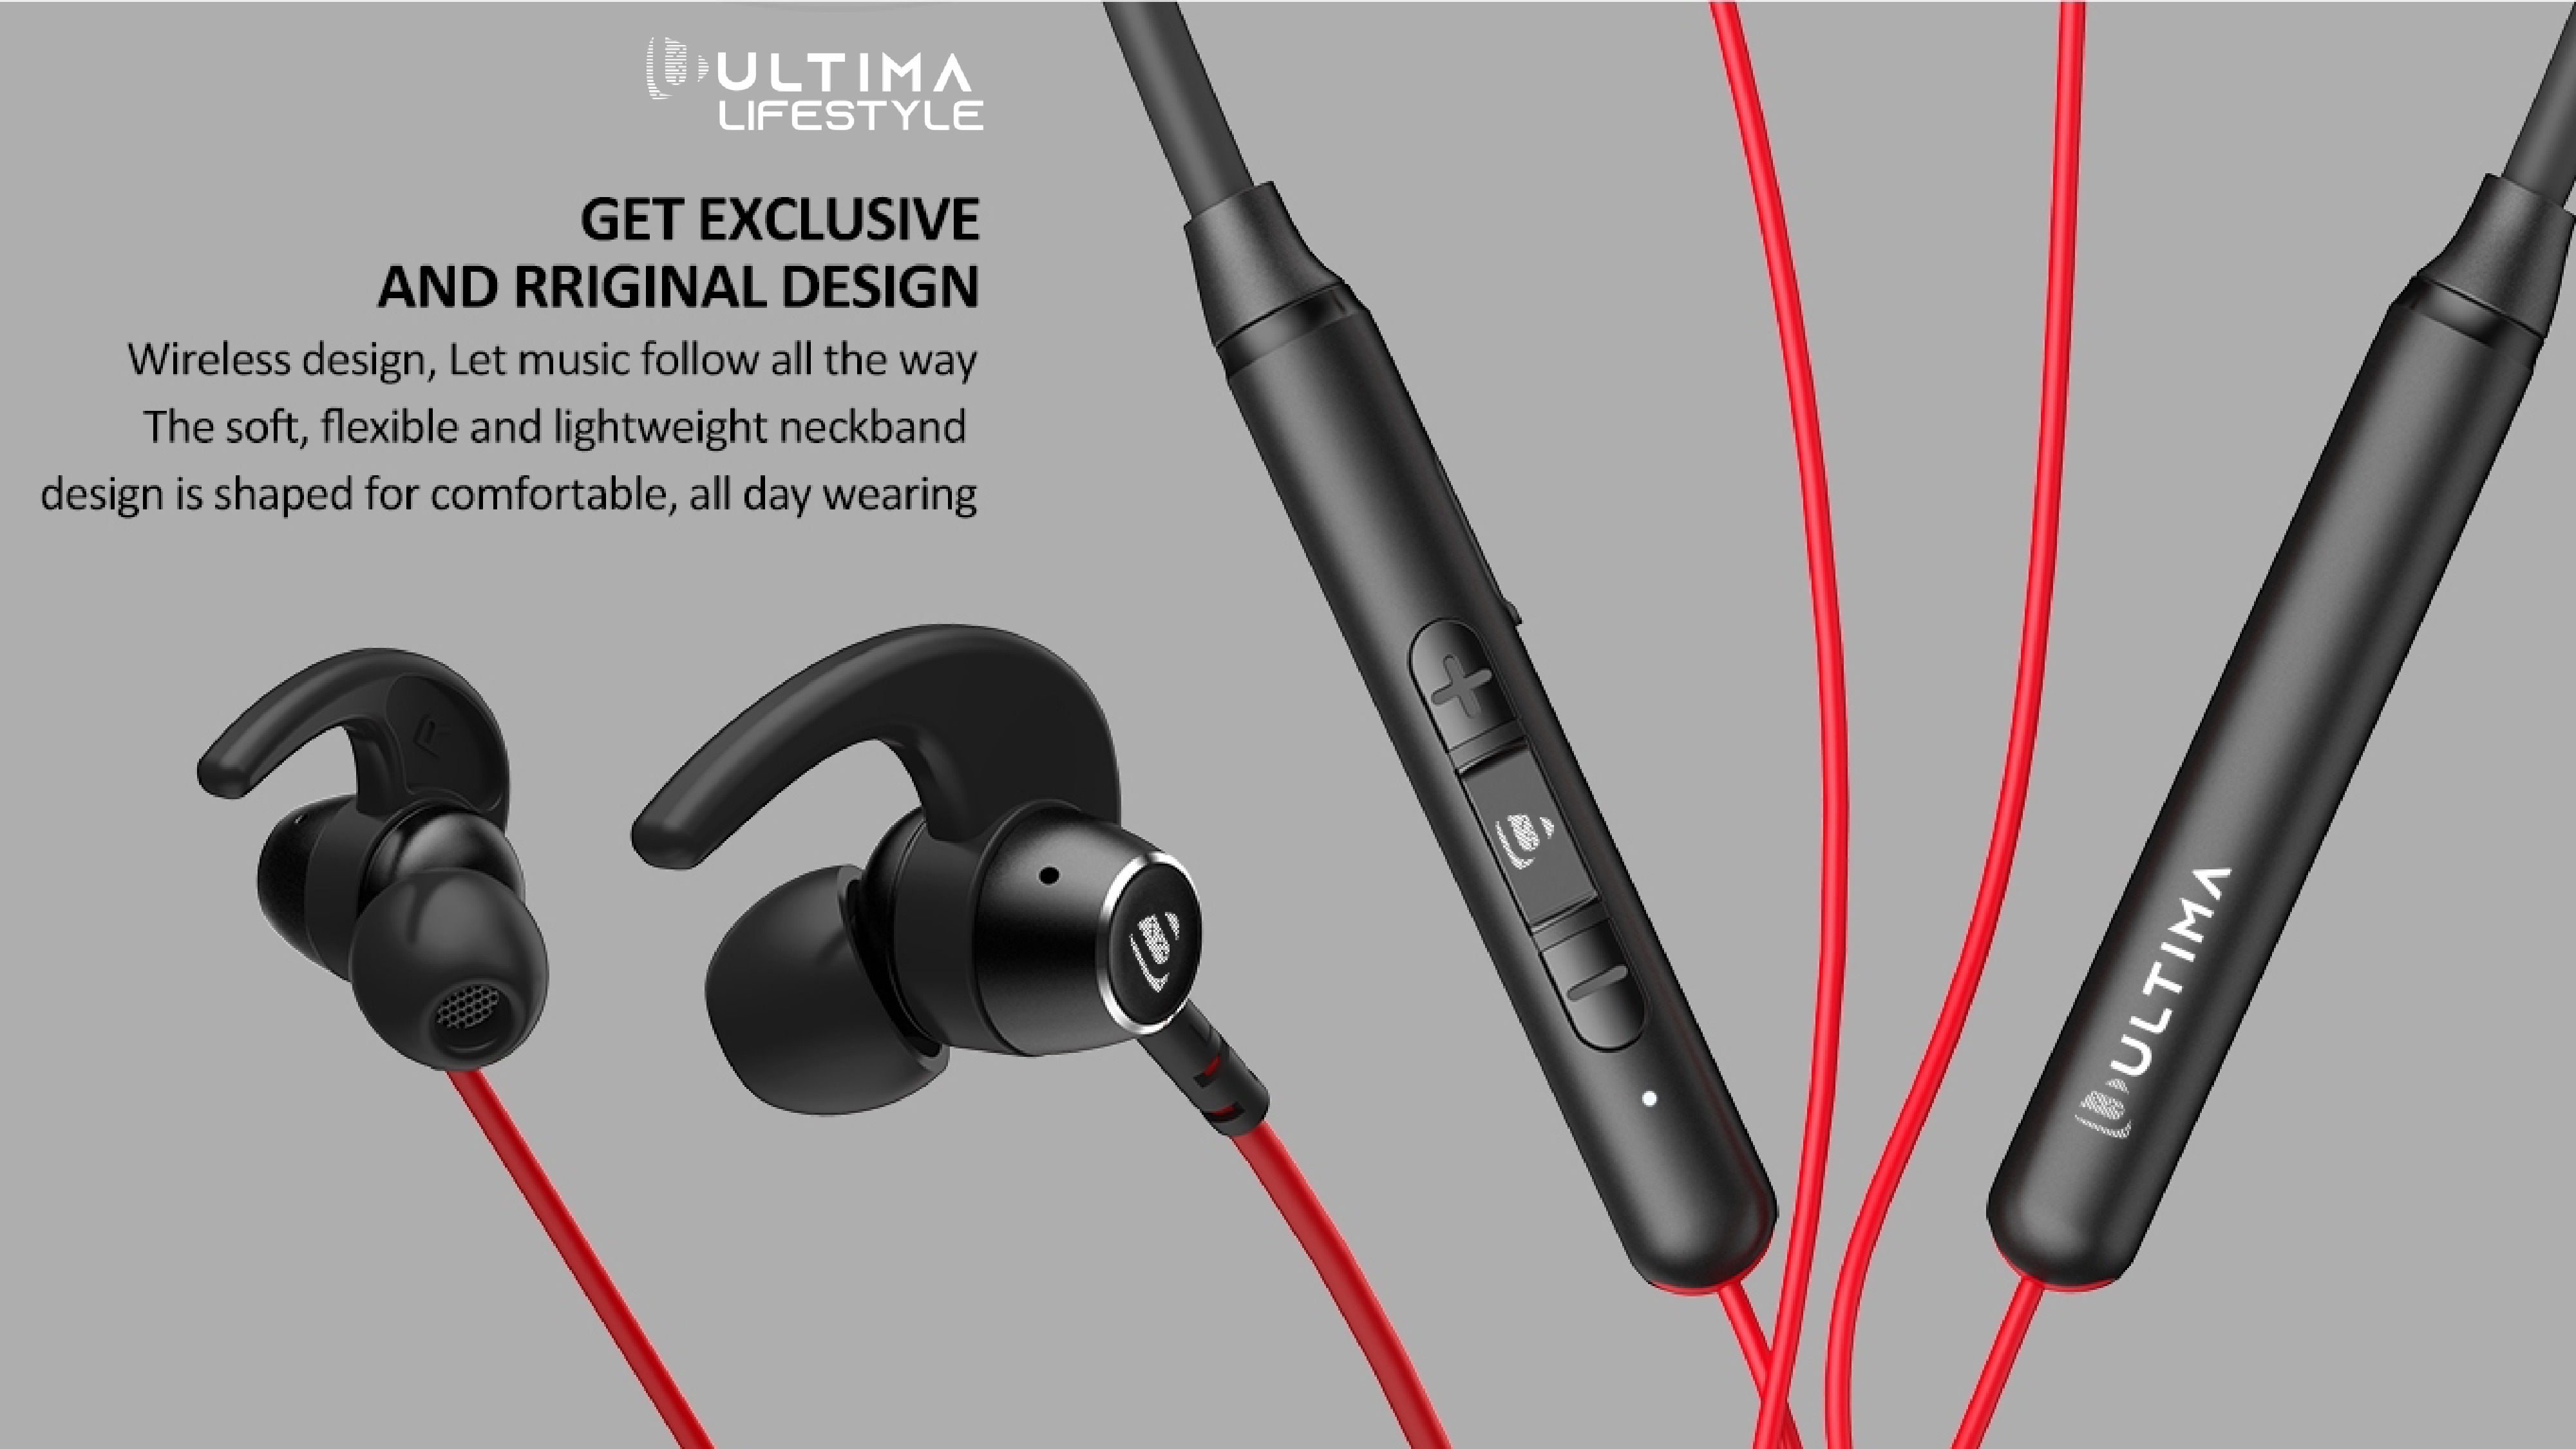 ULTIMA
LIFESTYLE
GET EXCLUSIVE
AND RRIGINAL DESIGN
Wireless design, Let music follow all the way
The soft, flexible and lightweight neckband
design is shaped for comfortable, all day wearing
R
+
−
ULTIMA